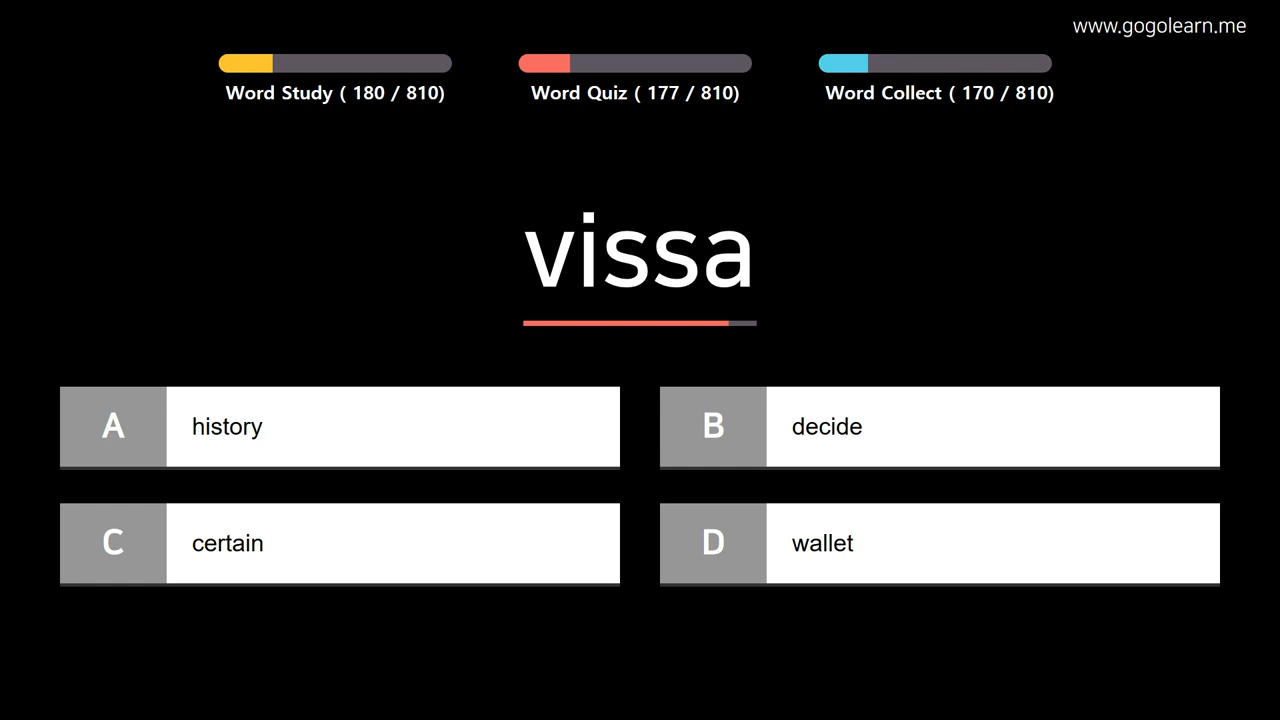 www.gogolearn.me
Word Study ( 180 / 810)
Word Quiz ( 177 / 810)
Word Collect ( 170 / 810)
vissa
A history
B decide
C certain
D wallet